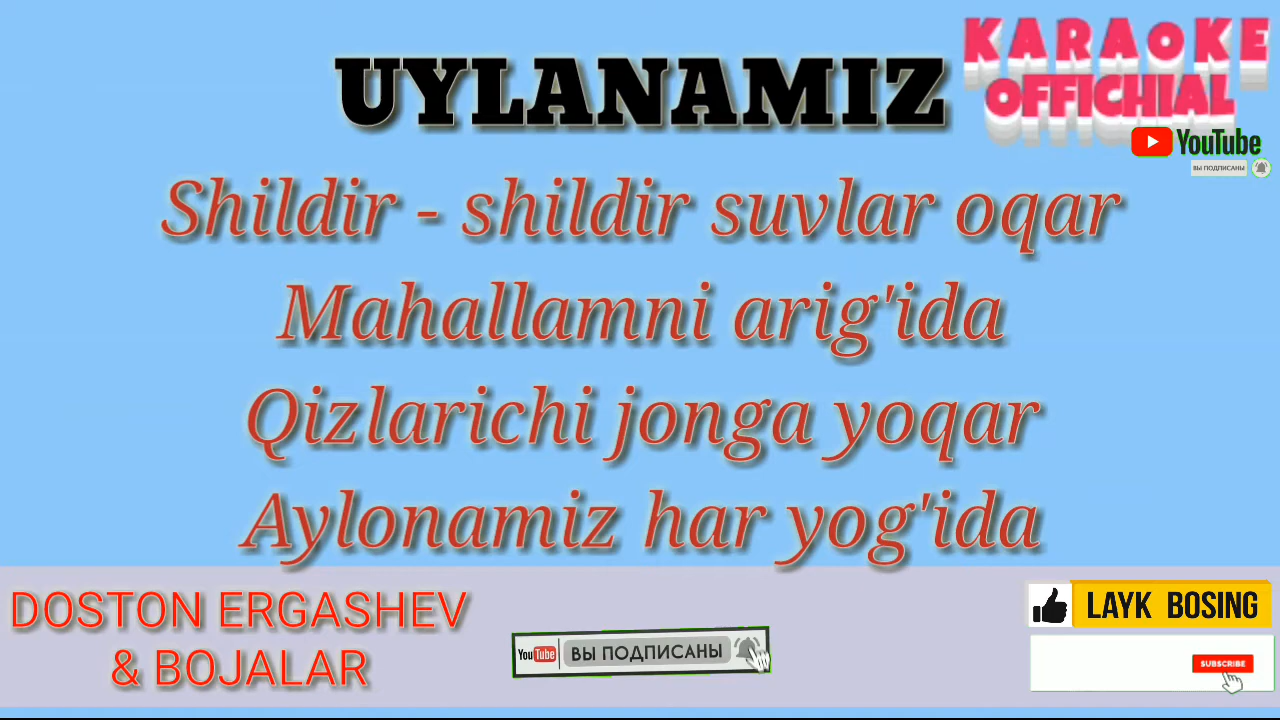 UYLANAMIZ
KARAOKE
OFFICHIAL
YouTube
ВЫ ПОДПИСАНЫ
Shildir - shildir suvlar oqar
Mahallamni arig'ida
Qizlarichi jonga yoqar
Aylonamiz har yog'ida
DOSTON ERGASHEV
& BOJALAR
YouTube ВЫ ПОДПИСАНЫ
LAYK BOSING
SUBSCRIBE